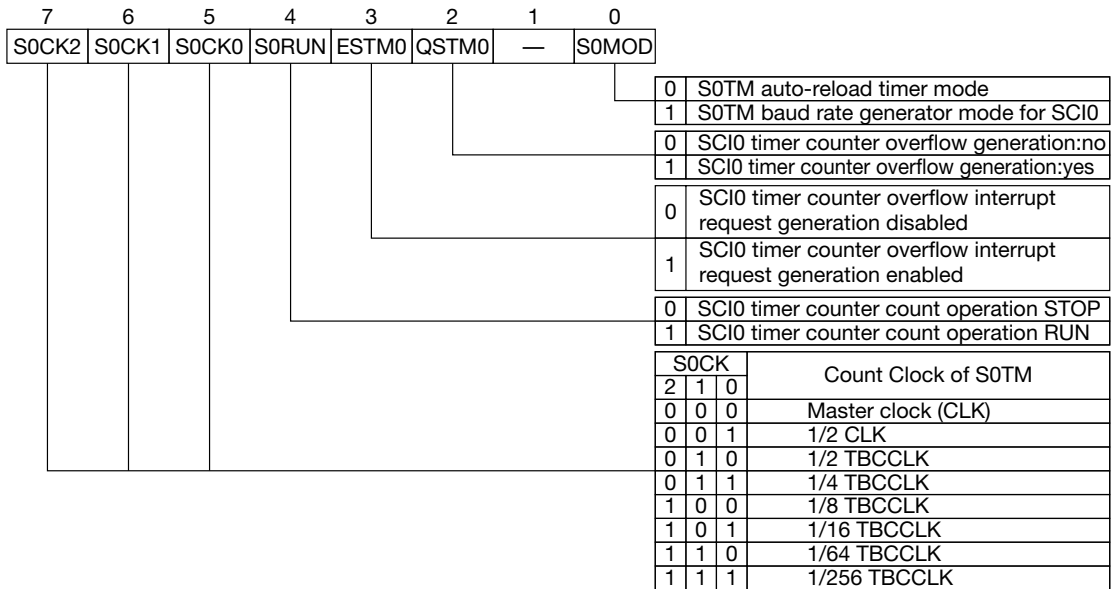 7 6 5 4 3 2 1 0
S0CK2 S0CK1 S0CK0 S0RUN ESTM0 QSTM0 — S0MOD
0 S0TM auto-reload timer mode
1 S0TM baud rate generator mode for SCI0
0 SCI0 timer counter overflow generation:no
1 SCI0 timer counter overflow generation:yes
0 SCI0 timer counter overflow interrupt
request generation disabled
1 SCI0 timer counter overflow interrupt
request generation enabled
0 SCI0 timer counter count operation STOP
1 SCI0 timer counter count operation RUN
S0CK Count Clock of S0TM
2 1 0
0 0 0 Master clock (CLK)
0 0 1 1/2 CLK
0 1 0 1/2 TBCCLK
0 1 1 1/4 TBCCLK
1 0 0 1/8 TBCCLK
1 0 1 1/16 TBCCLK
1 1 0 1/64 TBCCLK
1 1 1 1/256 TBCCLK